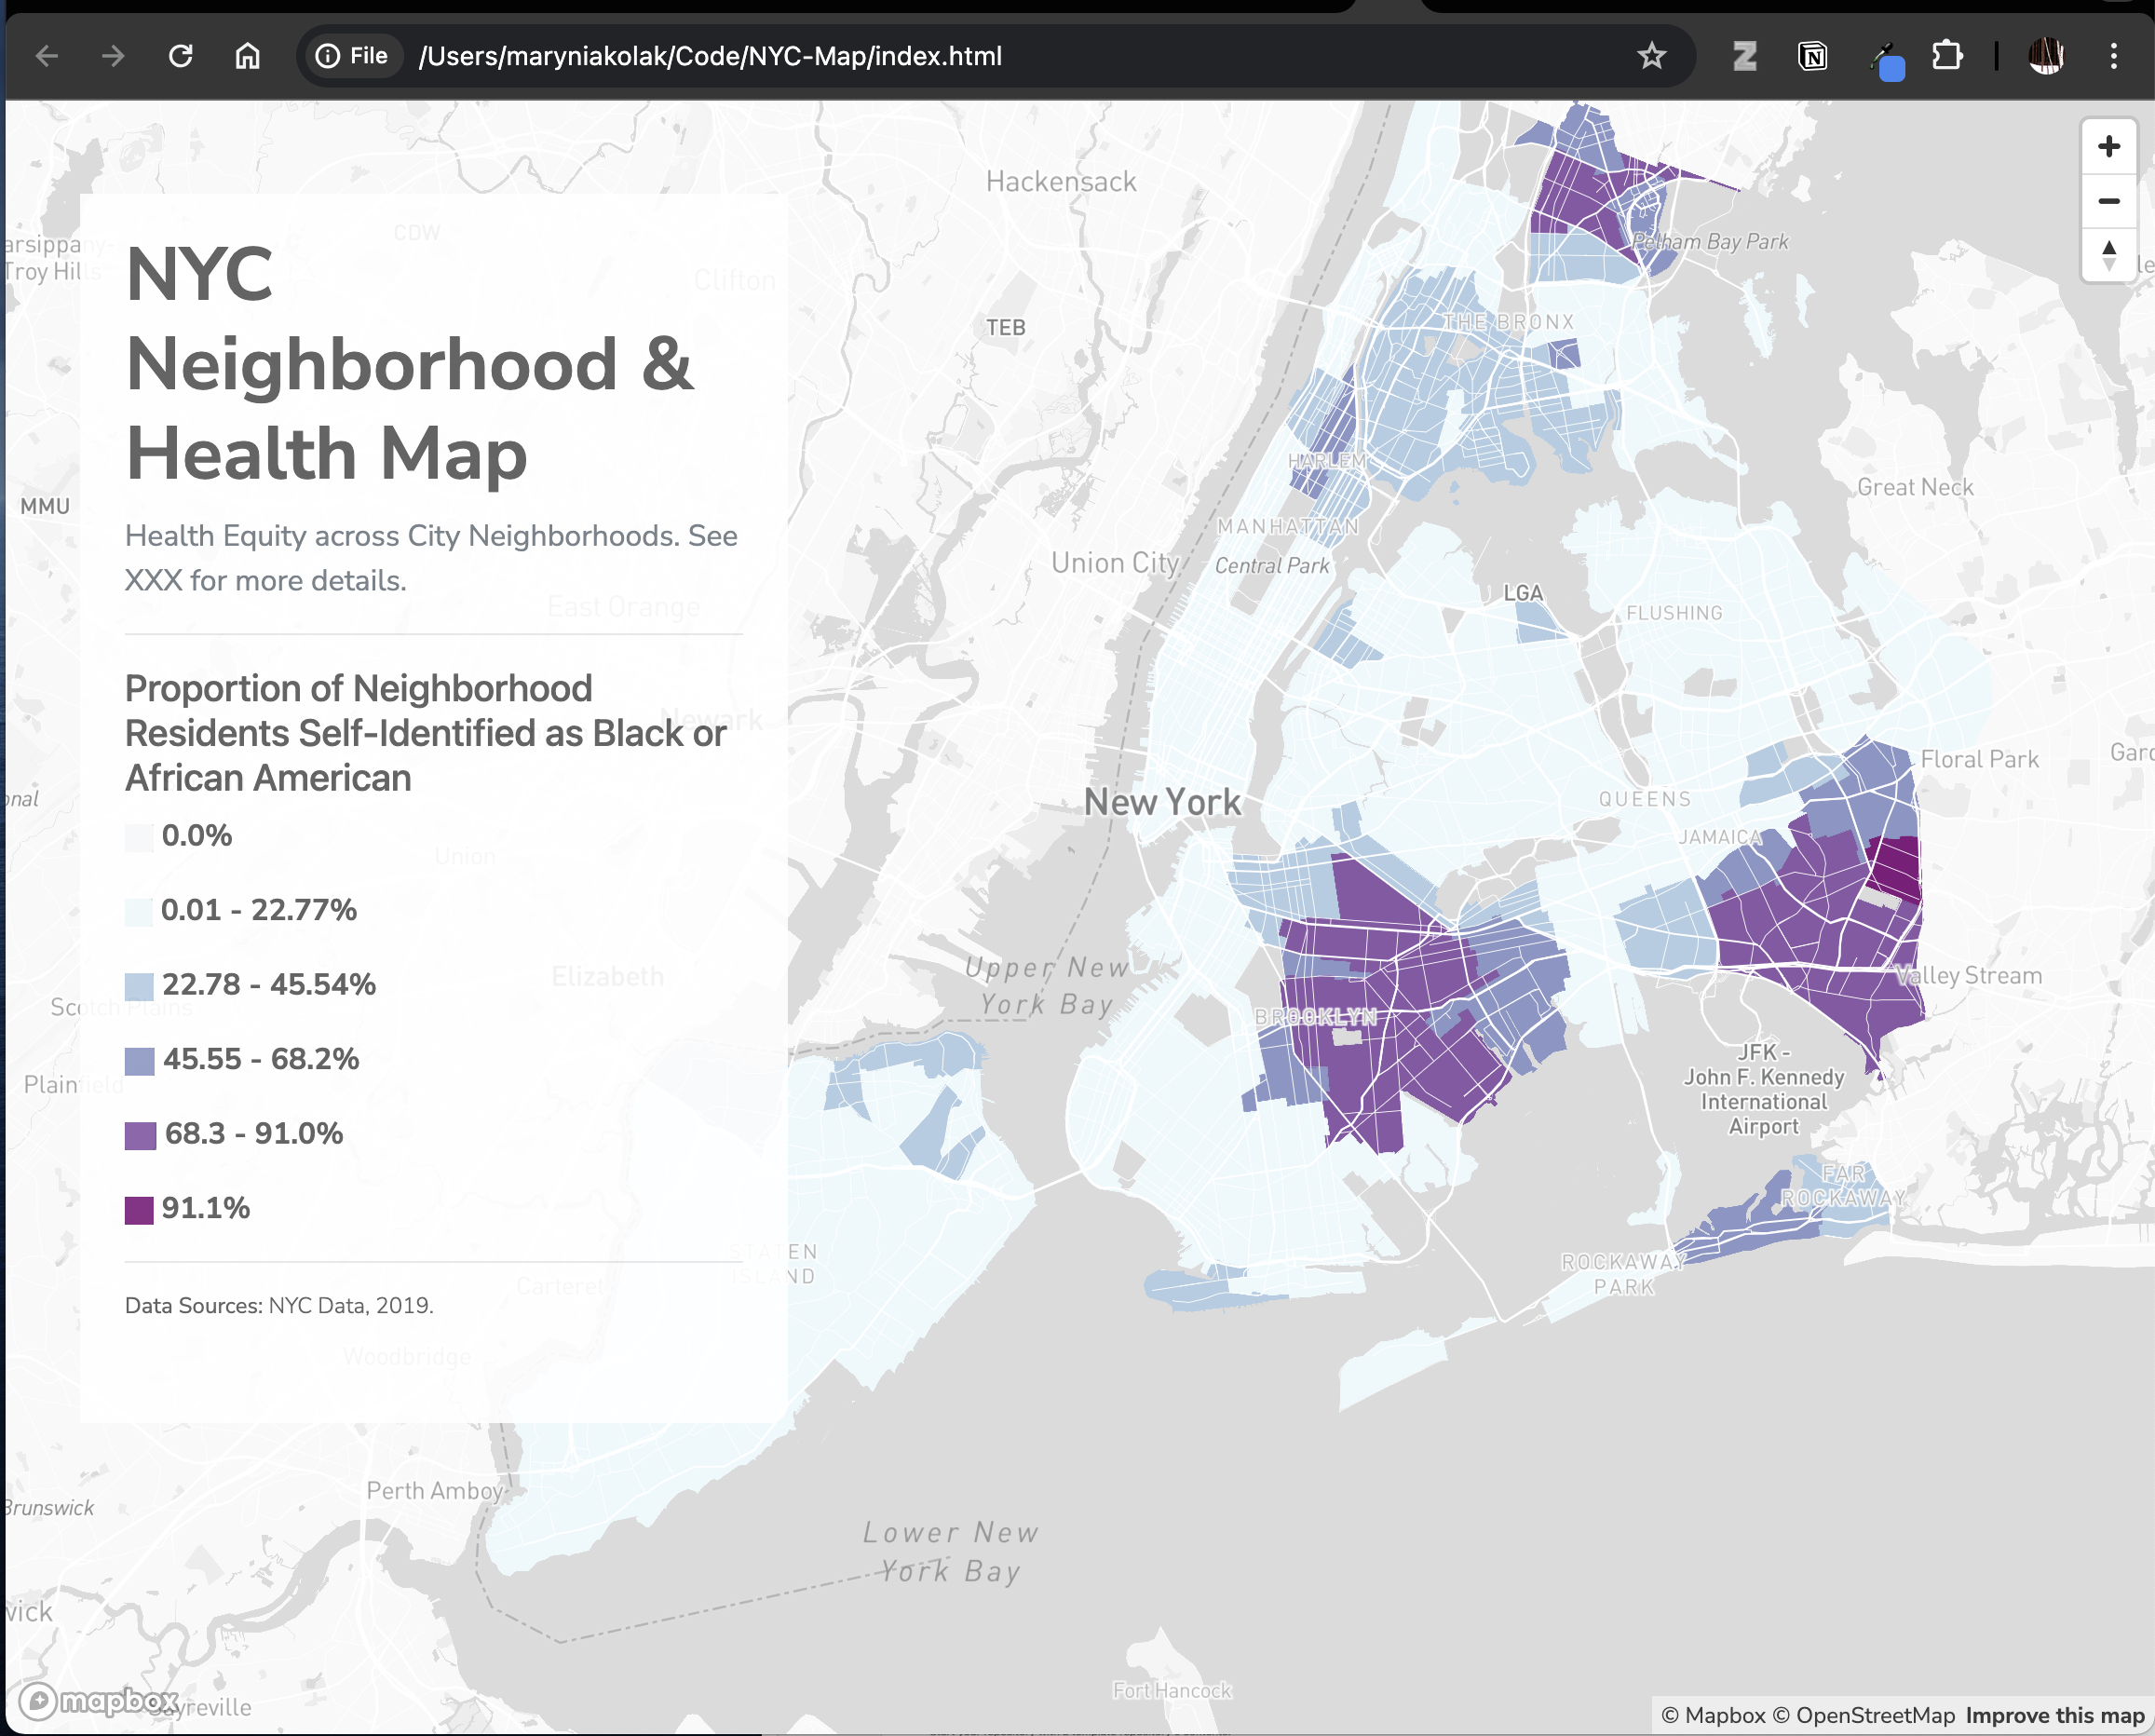 File /Users/maryniakolak/Code/NYC-Map/index.html
NYC
Neighborhood &
Health Map
Health Equity across City Neighborhoods. See
XXX for more details.
Proportion of Neighborhood
Residents Self-Identified as Black or
African American
0.0%
0.01 - 22.77%
22.78 - 45.54%
45.55 - 68.2%
68.3 - 91.0%
91.1%
Data Sources: NYC Data, 2019.
CDW
Clifton
arsippany-
Troy Hills
MMU
East Orange
Newark
onal
Union
Elizabeth
Scotch Plains
Plainfield
STATEN
ISLAND
Carteret
Woodbridge
Perth Amboy
Brunswick
wick
Sayreville
mapbox
Hackensack
TEB
Union City
THE BRONX
Pelham Bay Park
HARLEM
MANHATTAN
Central Park
Great Neck
LGA
FLUSHING
New York
QUEENS
JAMAICA
Floral Park
Gard
Upper New
York Bay
BROOKLYN
Valley Stream
JFK -
John F. Kennedy
International
Airport
FAR
ROCKAWAY
ROCKAWAY
PARK
Lower New
York Bay
Fort Hancock
© Mapbox © OpenStreetMap Improve this map